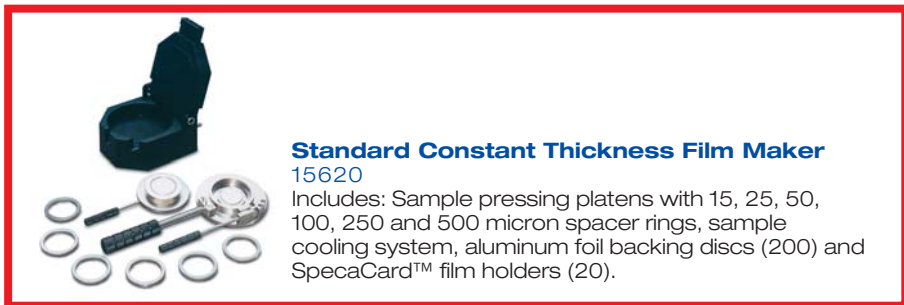 Standard Constant Thickness Film Maker
15620
Includes: Sample pressing platens with 15, 25, 50,
100, 250 and 500 micron spacer rings, sample
cooling system, aluminum foil backing discs (200) and
SpecaCard™ film holders (20).